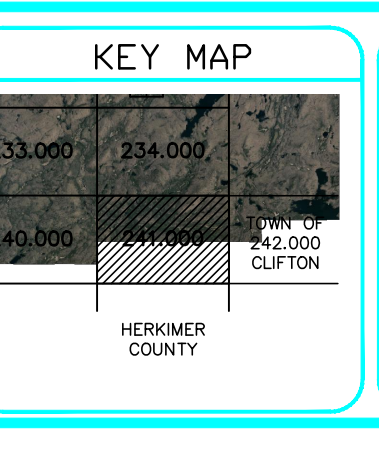 KEY MAP
33.000 234.000
TOWN OF
40.000 241.000 242.000
CLIFTON
HERKIMER
COUNTY